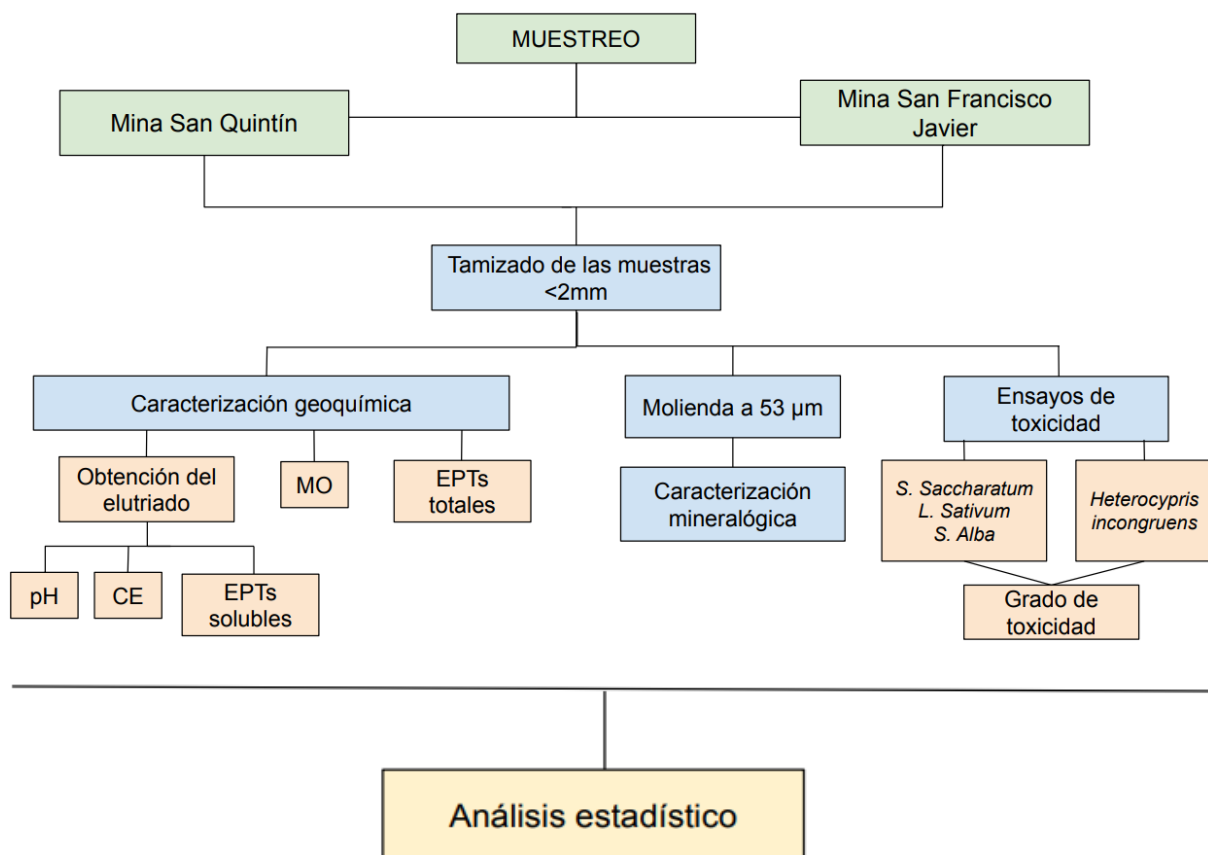 MUESTREO
Mina San Quintín
Mina San Francisco
Javier
Tamizado de las muestras
<2mm
Caracterización geoquímica
Molienda a 53 µm
Ensayos de
toxicidad
Obtención del
elutriado
MO
EPTs
totales
Caracterización
mineralógica
S. Saccharatum
L. Sativum
S. Alba
Heterocypris
incongruens
pH
CE
EPTs
solubles
Grado de
toxicidad
Análisis estadístico